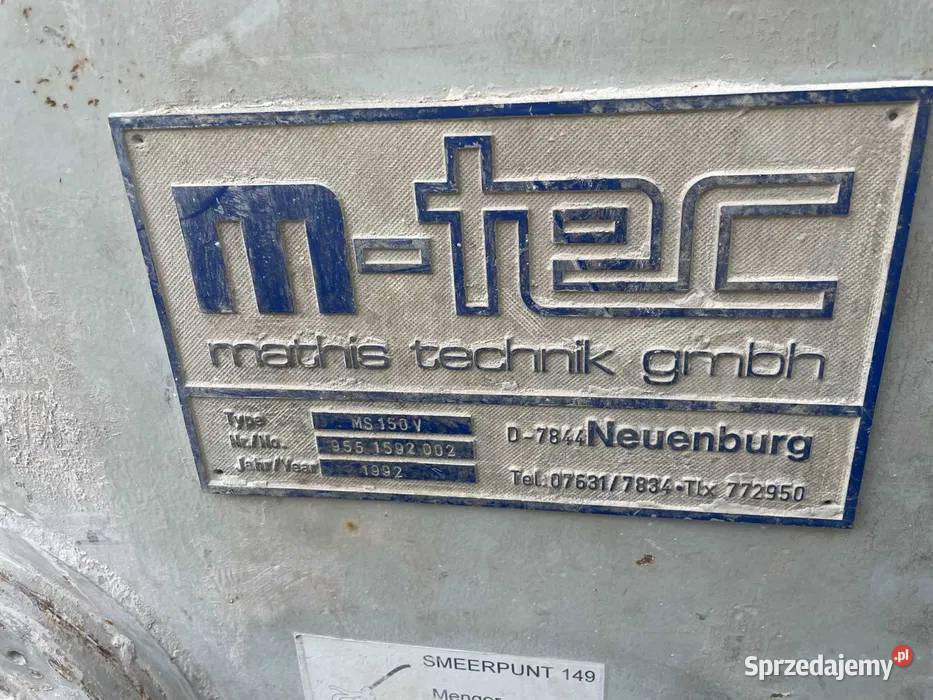 m-tec
mathis technik gmbh
Type MS 150 V
Nr./No. 955 1592 002
Jahr/Year 1992
D-7844 Neuenburg
Tel. 07631/7834 · Tlx 772950
SMEERPUNT 149
Menger
Sprzedajemy.pl